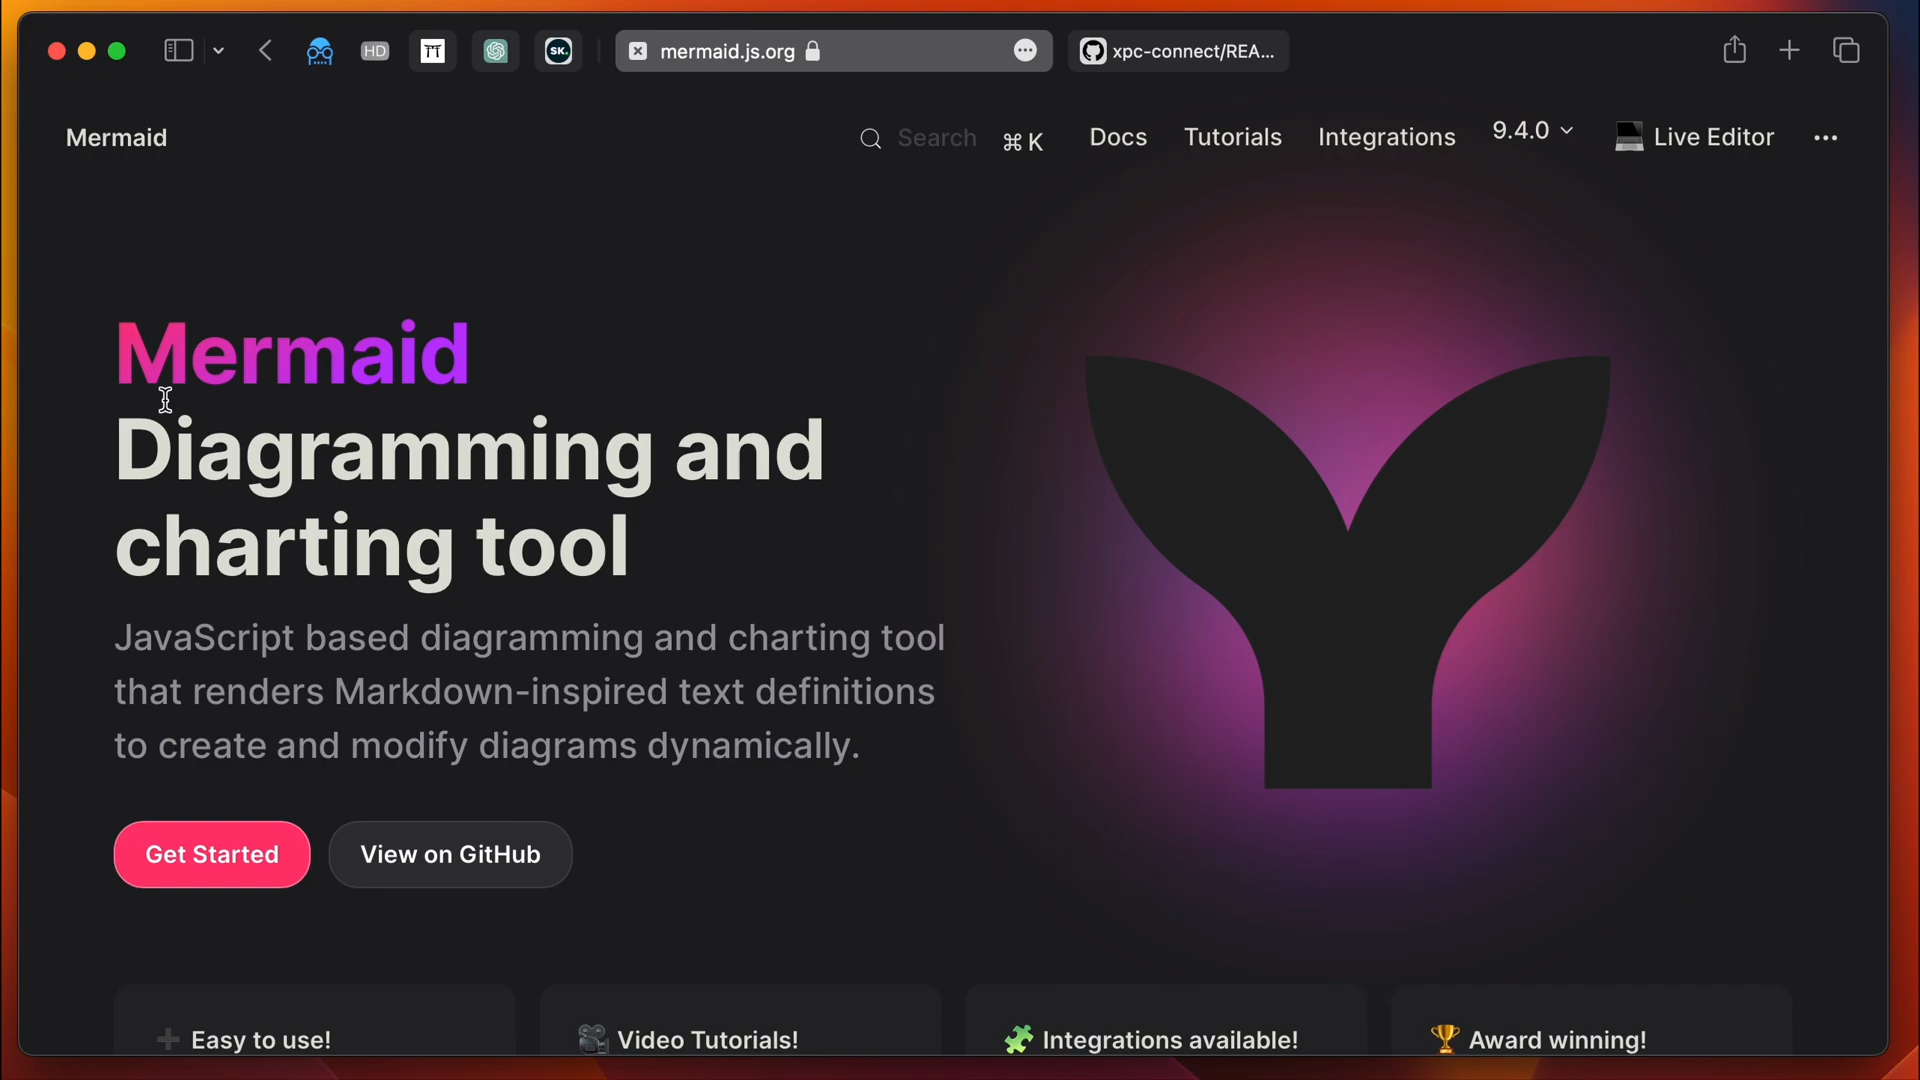 HD
SK.
mermaid.js.org
xpc-connect/REA...
Mermaid
Search ⌘ K
Docs
Tutorials
Integrations
9.4.0
Live Editor
Mermaid
Diagramming and
charting tool
JavaScript based diagramming and charting tool
that renders Markdown-inspired text definitions
to create and modify diagrams dynamically.
Get Started
View on GitHub
Easy to use!
Video Tutorials!
Integrations available!
Award winning!